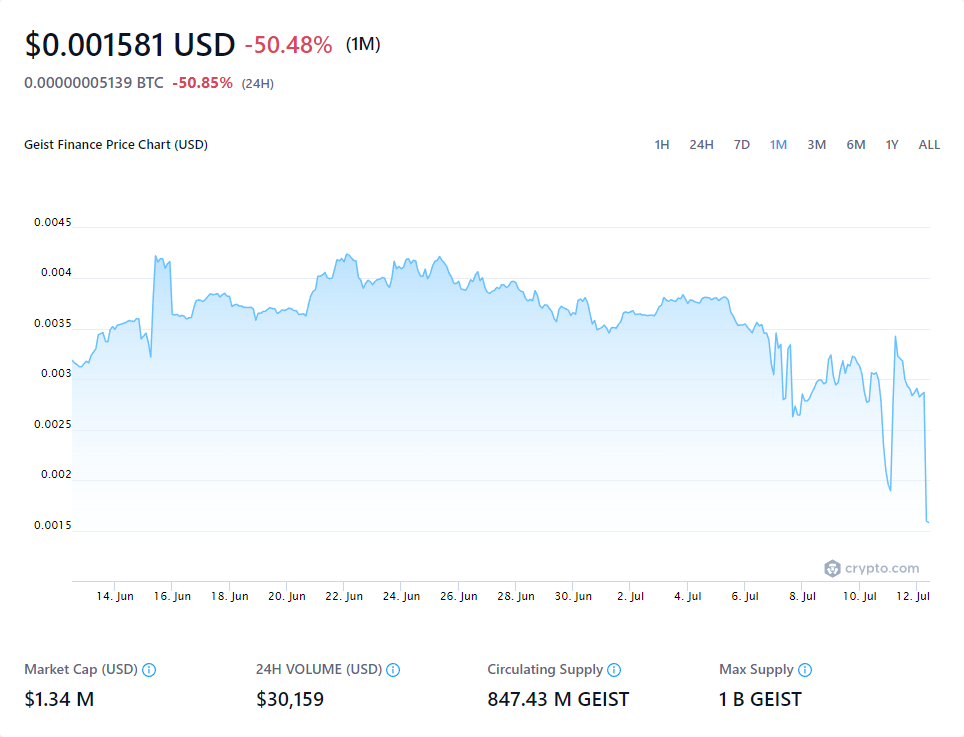 $0.001581 USD -50.48% (1M)
0.00000005139 BTC -50.85% (24H)
Geist Finance Price Chart (USD) 1H 24H 7D 1M 3M 6M 1Y ALL
0.0045
0.004
0.0035
0.003
0.0025
0.002
0.0015
crypto.com
14. Jun 16. Jun 18. Jun 20. Jun 22. Jun 24. Jun 26. Jun 28. Jun 30. Jun 2. Jul 4. Jul 6. Jul 8. Jul 10. Jul 12. Jul
Market Cap (USD) 24H VOLUME (USD) Circulating Supply Max Supply
$1.34 M $30,159 847.43 M GEIST 1 B GEIST